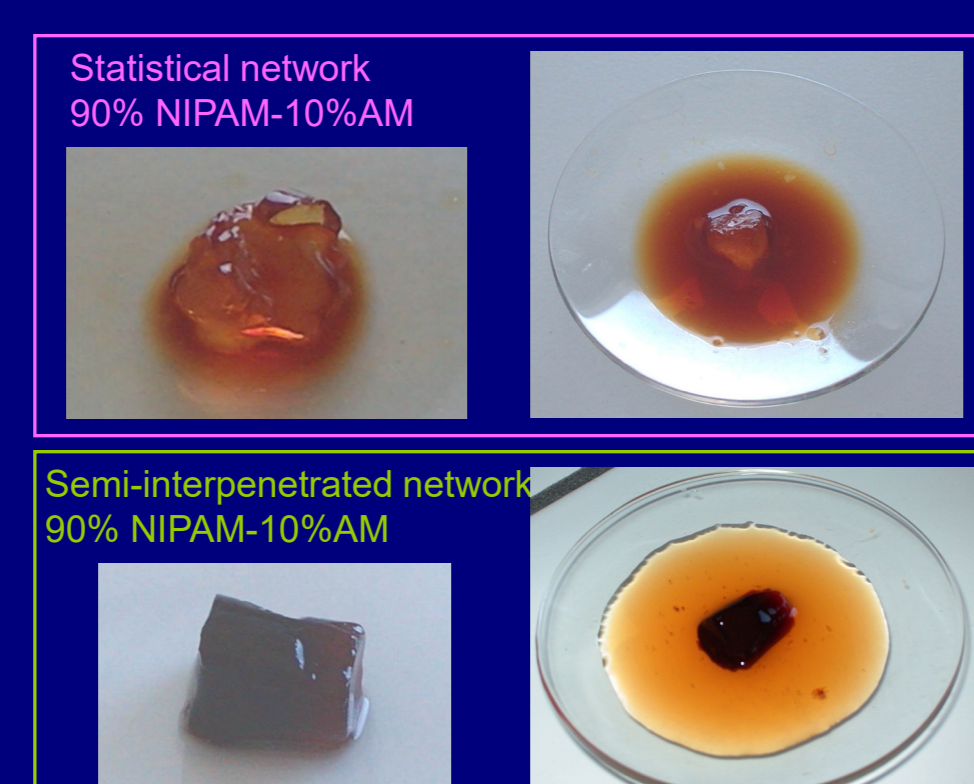 Statistical network
90% NIPAM-10%AM
Semi-interpenetrated network
90% NIPAM-10%AM